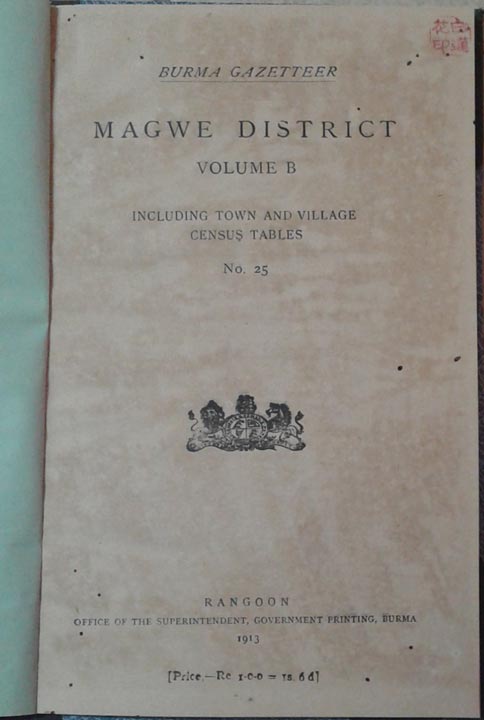 BURMA GAZETTEER
MAGWE DISTRICT
VOLUME B
INCLUDING TOWN AND VILLAGE
CENSUS TABLES
No. 25
RANGOON
OFFICE OF THE SUPERINTENDENT, GOVERNMENT PRINTING, BURMA
1913
[Price,—Re. 1-0-0 = 1s. 6d]